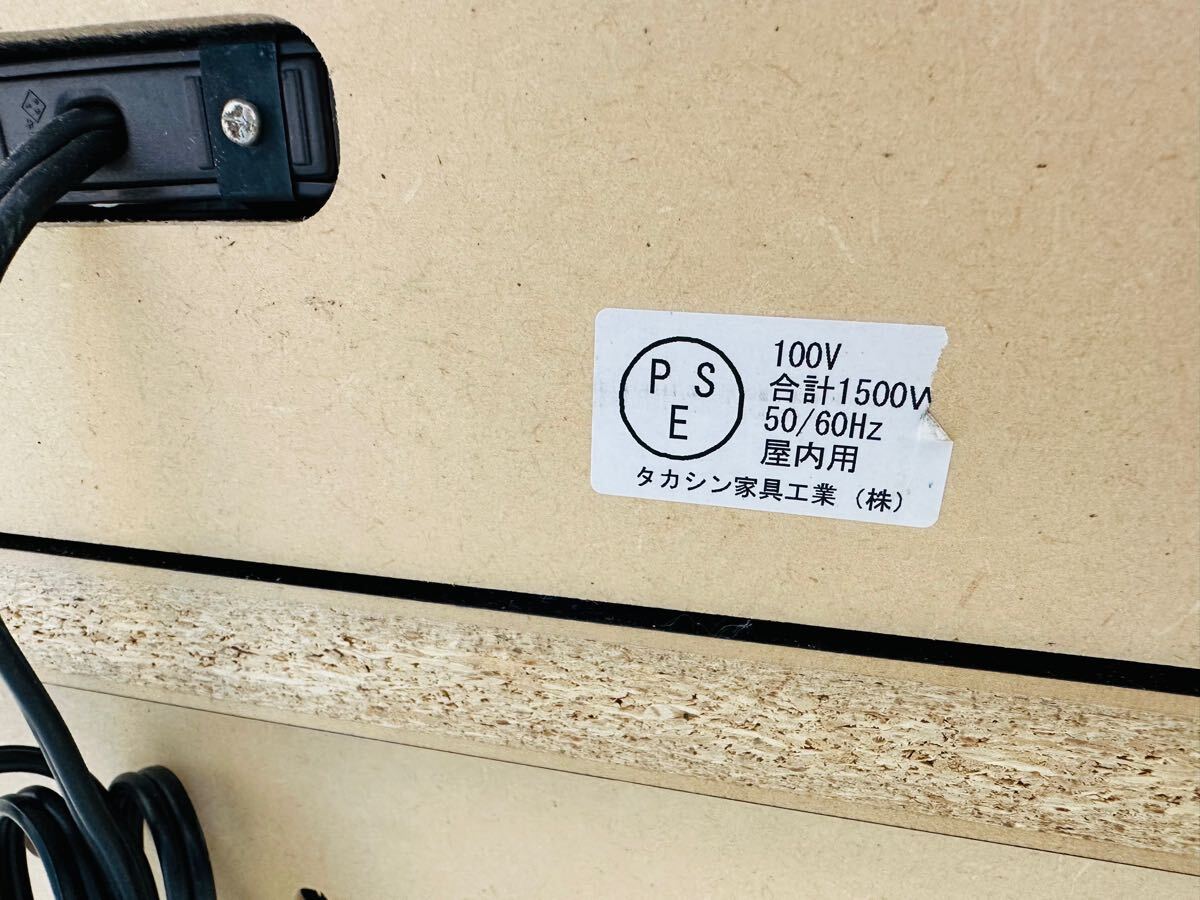 P S
E
100V
合計1500W
50/60Hz
屋内用
タカシン家具工業（株）